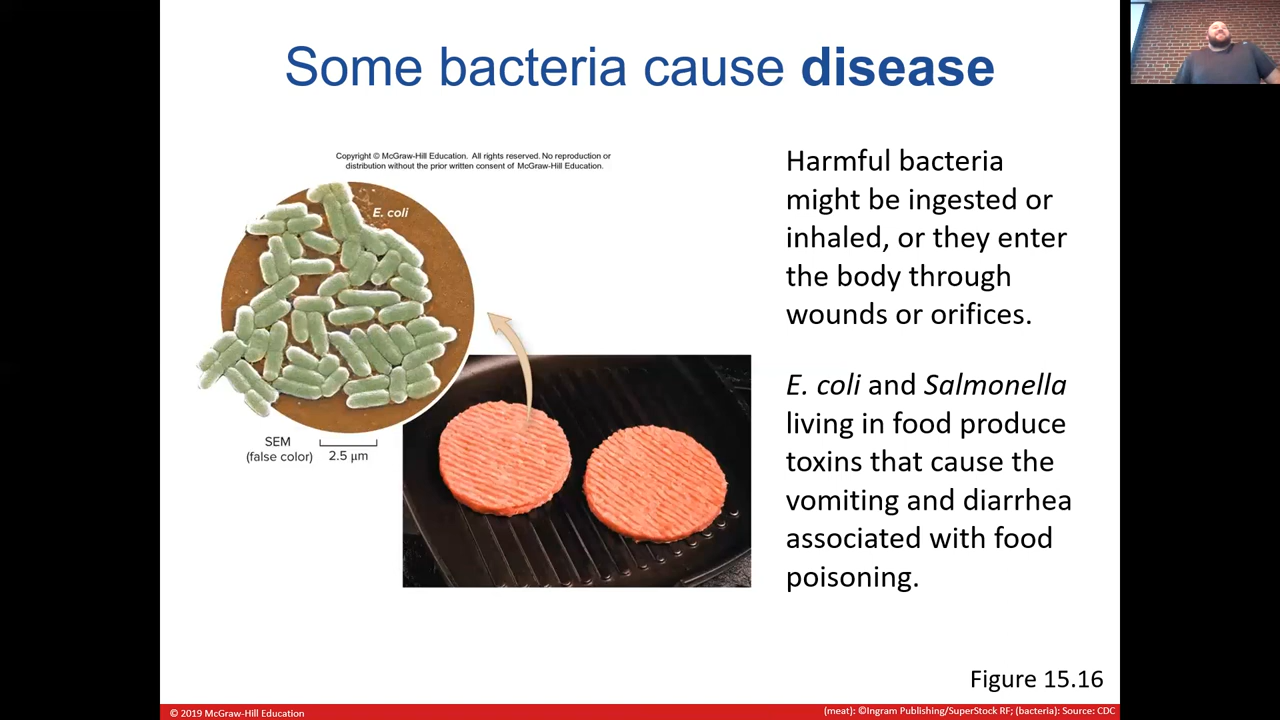 Some bacteria cause disease
Copyright © McGraw-Hill Education. All rights reserved. No reproduction or
distribution without the prior written consent of McGraw-Hill Education.
E. coli
SEM
(false color)
2.5 µm
Harmful bacteria
might be ingested or
inhaled, or they enter
the body through
wounds or orifices.
E. coli and Salmonella
living in food produce
toxins that cause the
vomiting and diarrhea
associated with food
poisoning.
Figure 15.16
© 2019 McGraw-Hill Education
(meat): ©Ingram Publishing/SuperStock RF; (bacteria): Source: CDC